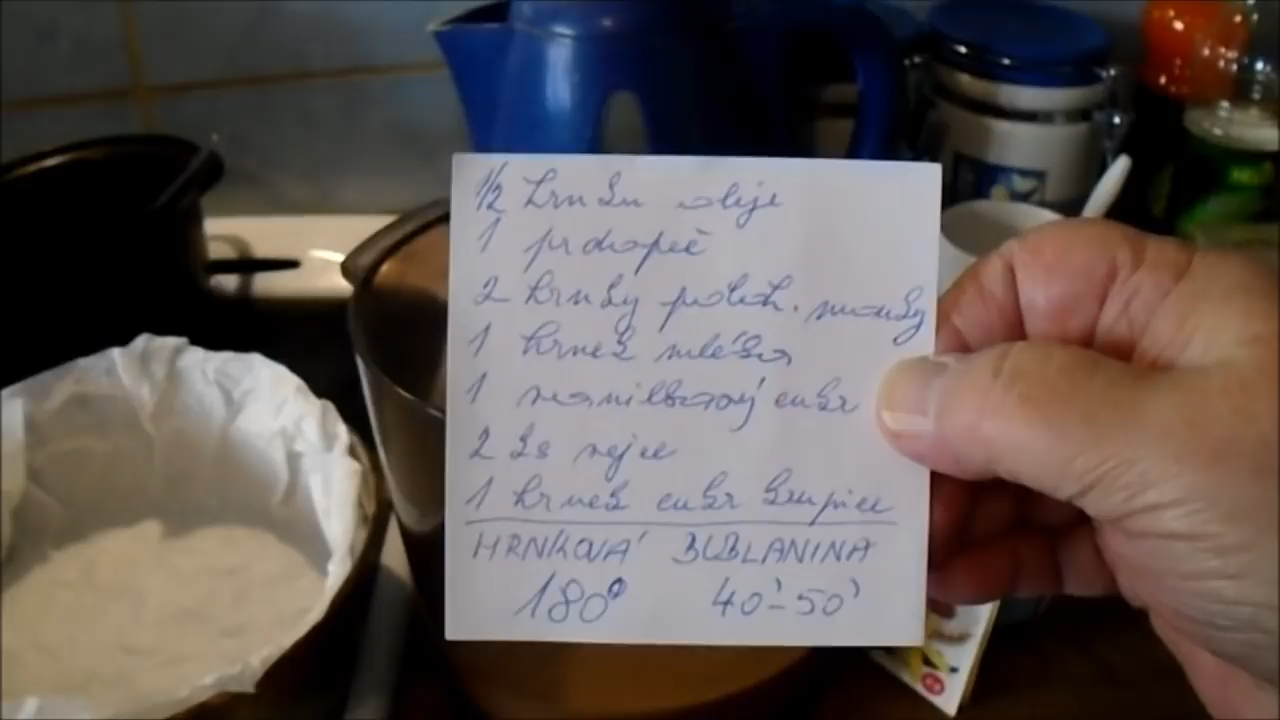 1/2 hrnku oleje
1 prdopeč
2 hrnky poloh. mouky
1 hrnek mléka
1 vanilkový cukr
2 ks vejce
1 hrnek cukr krupice
HRNKOVÁ BUBLANINA
180° 40'-50'